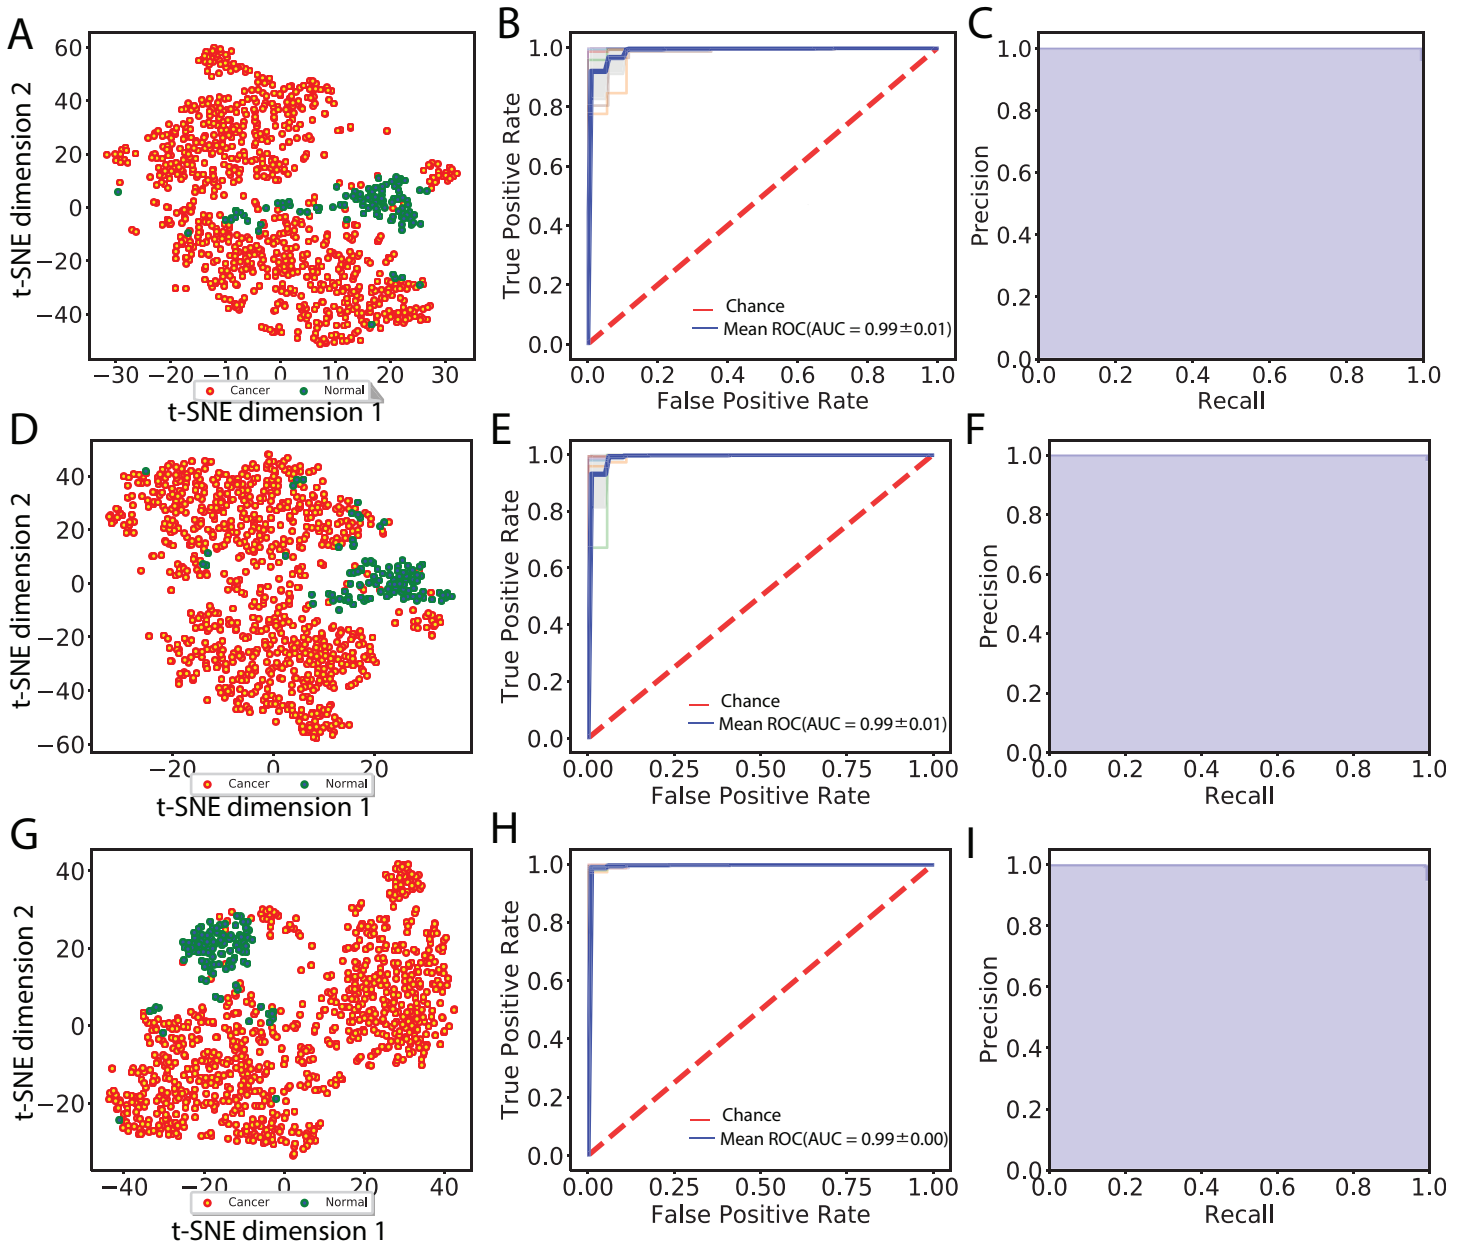 A
t-SNE dimension 2
60
40
20
0
−20
−40
−30 −20 −10 0 10 20 30
Cancer Normal
t-SNE dimension 1
B
True Positive Rate
1.0
0.8
0.6
0.4
0.2
0.0
Chance
Mean ROC(AUC = 0.99±0.01)
0.0 0.2 0.4 0.6 0.8 1.0
False Positive Rate
C
Precision
1.0
0.8
0.6
0.4
0.2
0.0
0.0 0.2 0.4 0.6 0.8 1.0
Recall
D
t-SNE dimension 2
40
20
0
−20
−40
−60
−20 0 20
Cancer Normal
t-SNE dimension 1
E
True Positive Rate
1.0
0.8
0.6
0.4
0.2
0.0
Chance
Mean ROC(AUC = 0.99±0.01)
0.00 0.25 0.50 0.75 1.00
False Positive Rate
F
Precision
1.0
0.8
0.6
0.4
0.2
0.0
0.0 0.2 0.4 0.6 0.8 1.0
Recall
G
t-SNE dimension 2
40
20
0
−20
−40 −20 0 20 40
Cancer Normal
t-SNE dimension 1
H
True Positive Rate
1.0
0.8
0.6
0.4
0.2
0.0
Chance
Mean ROC(AUC = 0.99±0.00)
0.00 0.25 0.50 0.75 1.00
False Positive Rate
I
Precision
1.0
0.8
0.6
0.4
0.2
0.0
0.0 0.2 0.4 0.6 0.8 1.0
Recall